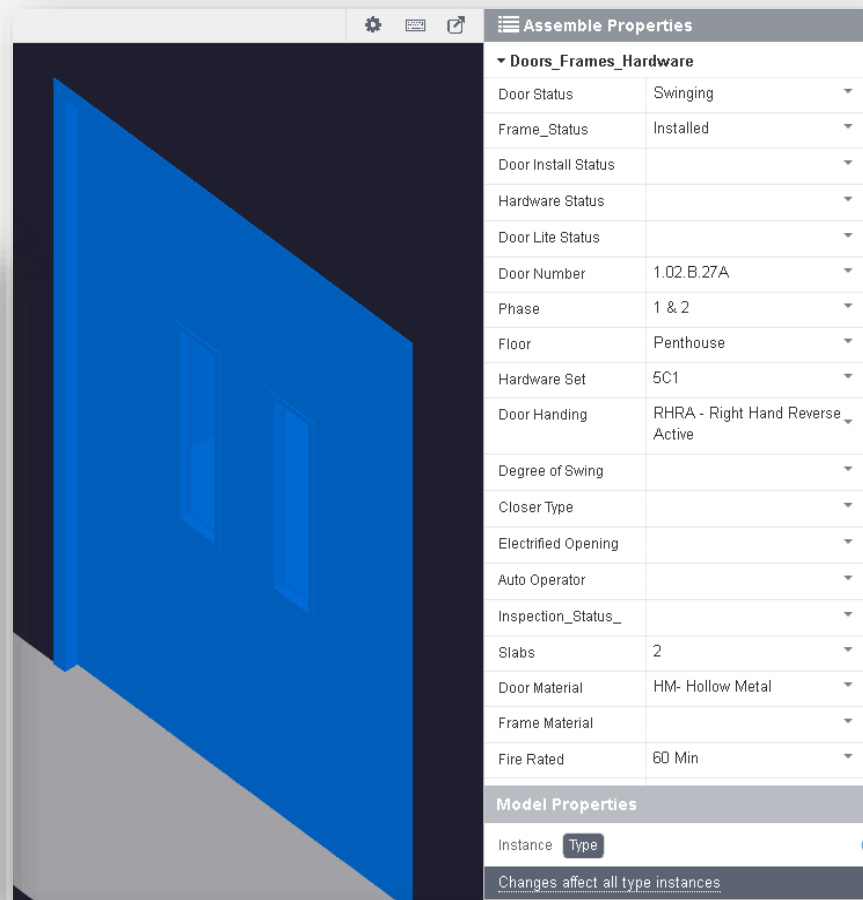 Assemble Properties
Doors_Frames_Hardware
Door Status Swinging
Frame_Status Installed
Door Install Status
Hardware Status
Door Lite Status
Door Number 1.02.B.27A
Phase 1 & 2
Floor Penthouse
Hardware Set 5C1
Door Handing RHRA - Right Hand Reverse
Active
Degree of Swing
Closer Type
Electrified Opening
Auto Operator
Inspection_Status_
Slabs 2
Door Material HM- Hollow Metal
Frame Material
Fire Rated 60 Min
Model Properties
Instance Type
Changes affect all type instances